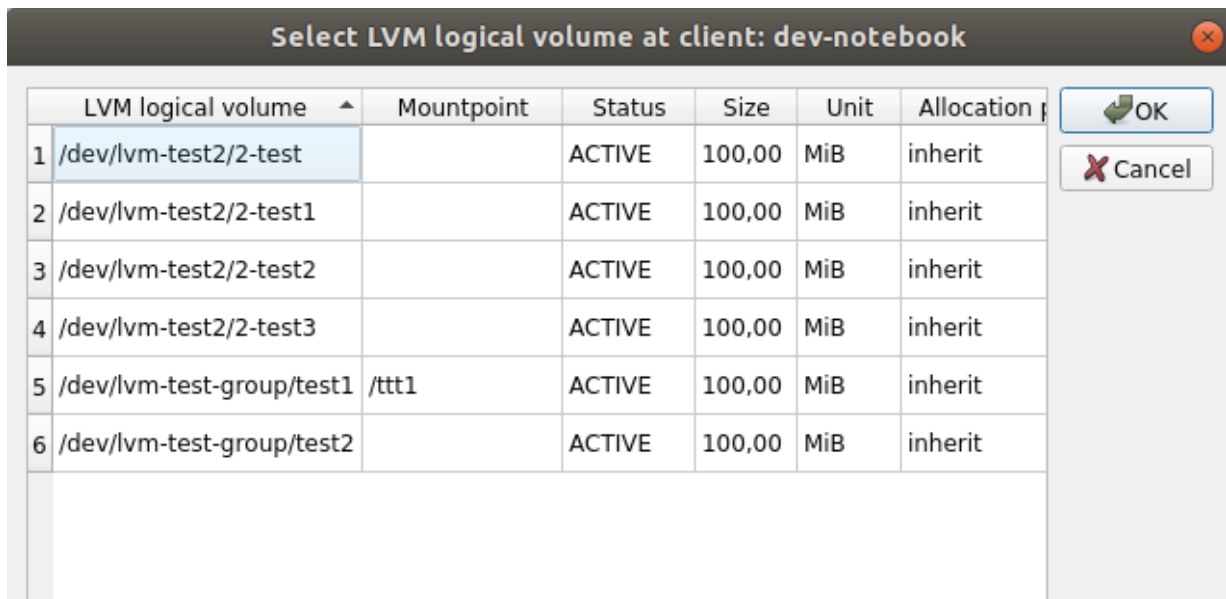 Select LVM logical volume at client: dev-notebook
LVM logical volume Mountpoint Status Size Unit Allocation p
OK
Cancel
1 /dev/lvm-test2/2-test ACTIVE 100,00 MiB inherit
2 /dev/lvm-test2/2-test1 ACTIVE 100,00 MiB inherit
3 /dev/lvm-test2/2-test2 ACTIVE 100,00 MiB inherit
4 /dev/lvm-test2/2-test3 ACTIVE 100,00 MiB inherit
5 /dev/lvm-test-group/test1 /ttt1 ACTIVE 100,00 MiB inherit
6 /dev/lvm-test-group/test2 ACTIVE 100,00 MiB inherit